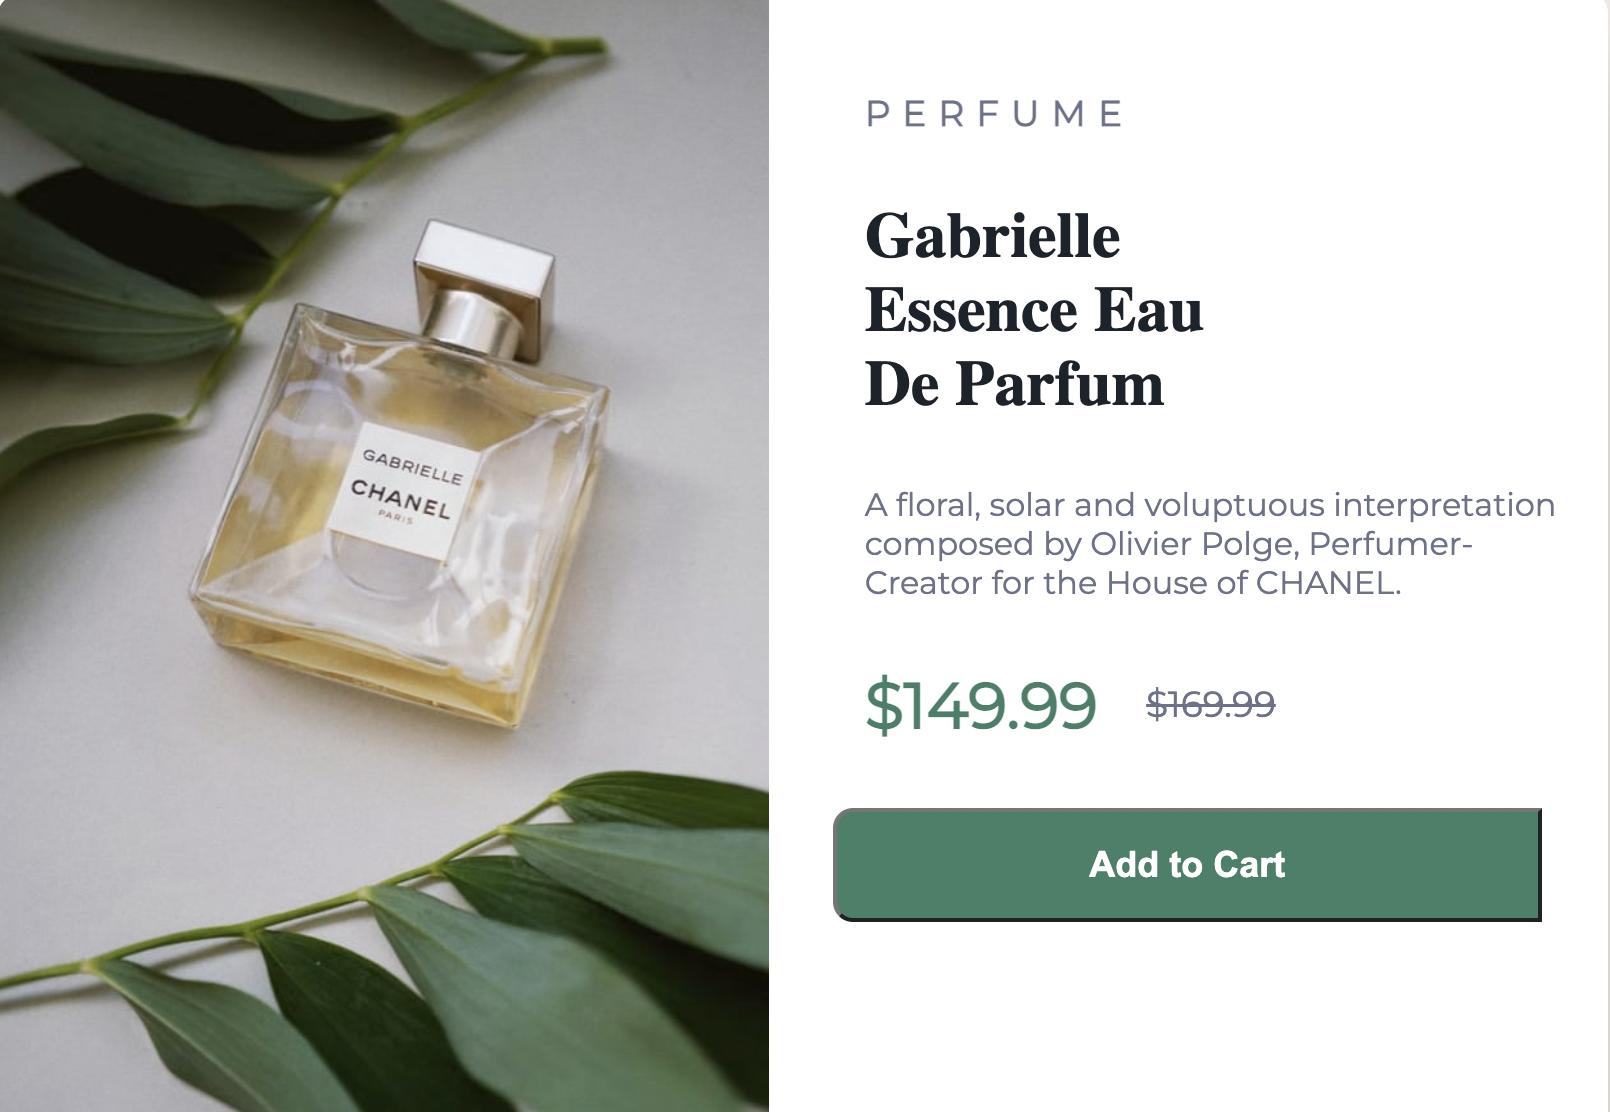 GABRIELLE
CHANEL
PARIS
PERFUME
Gabrielle
Essence Eau
De Parfum
A floral, solar and voluptuous interpretation
composed by Olivier Polge, Perfumer-
Creator for the House of CHANEL.
$149.99 $169.99
Add to Cart